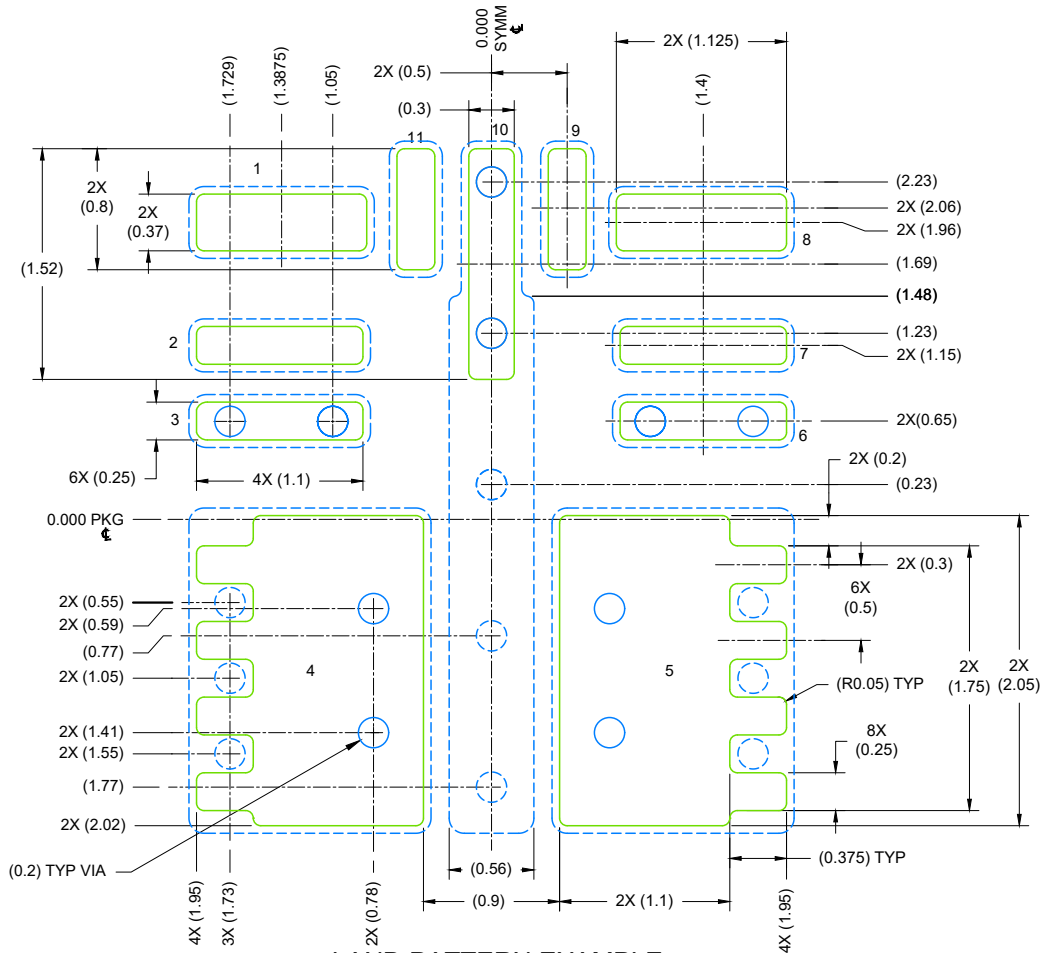 0.000
SYMM
℄
2X (1.125)
2X (0.5)
(1.729)
(1.3875)
(1.05)
(1.4)
(0.3)
11
10
9
1
2X
(0.8)
2X
(0.37)
(1.52)
(2.23)
2X (2.06)
8
2X (1.96)
(1.69)
(1.48)
2
(1.23)
7
2X (1.15)
3
6
2X(0.65)
6X (0.25)
4X (1.1)
2X (0.2)
(0.23)
0.000 PKG
℄
2X (0.3)
6X
(0.5)
2X (0.55)
2X (0.59)
(0.77)
4
5
2X (1.05)
2X
(1.75)
2X
(2.05)
(R0.05) TYP
2X (1.41)
2X (1.55)
8X
(0.25)
(1.77)
2X (2.02)
(0.2) TYP VIA
(0.56)
(0.375) TYP
(0.9)
2X (1.1)
4X (1.95)
3X (1.73)
2X (0.78)
4X (1.95)
LAND PATTERN EXAMPLE